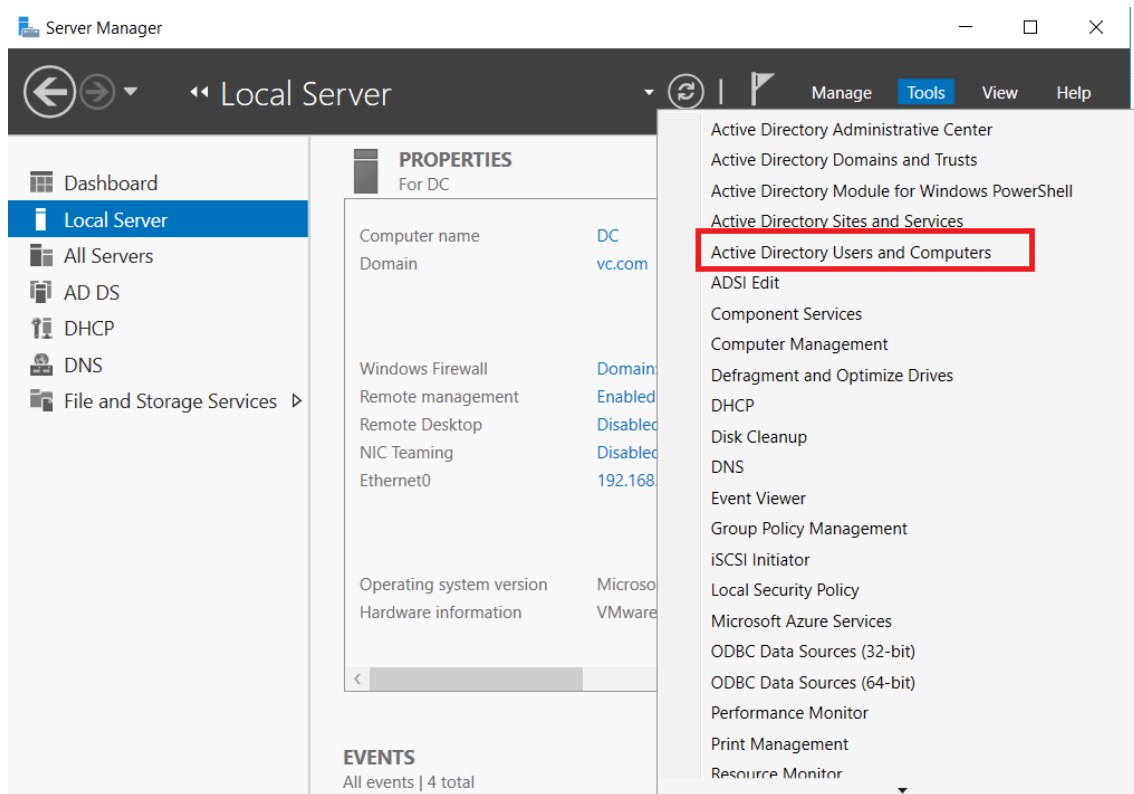 Server Manager
Local Server
Manage Tools View Help
Dashboard
Local Server
All Servers
AD DS
DHCP
DNS
File and Storage Services
PROPERTIES
For DC
Computer name DC
Domain vc.com
Windows Firewall Domain:
Remote management Enabled
Remote Desktop Disabled
NIC Teaming Disabled
Ethernet0 192.168.
Operating system version Microso
Hardware information VMware
EVENTS
All events | 4 total
Active Directory Administrative Center
Active Directory Domains and Trusts
Active Directory Module for Windows PowerShell
Active Directory Sites and Services
Active Directory Users and Computers
ADSI Edit
Component Services
Computer Management
Defragment and Optimize Drives
DHCP
Disk Cleanup
DNS
Event Viewer
Group Policy Management
iSCSI Initiator
Local Security Policy
Microsoft Azure Services
ODBC Data Sources (32-bit)
ODBC Data Sources (64-bit)
Performance Monitor
Print Management
Resource Monitor